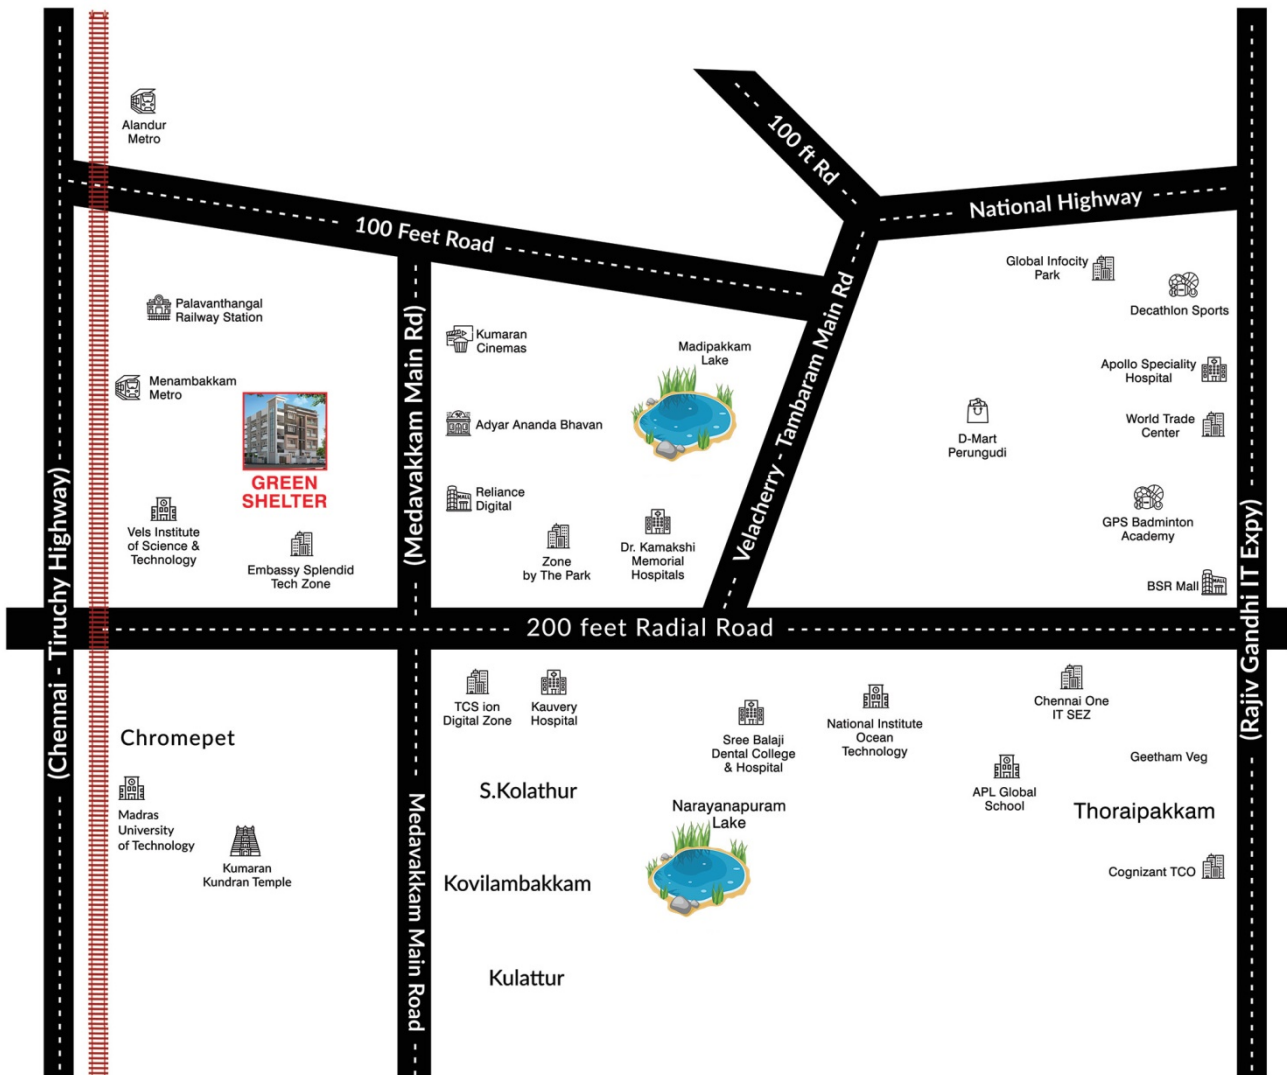 Alandur
Metro
100 ft Rd
National Highway
100 Feet Road
Global Infocity
Park
Decathlon Sports
Palavanthangal
Railway Station
Kumaran
Cinemas
Madipakkam
Lake
Menambakkam
Metro
Apollo Speciality
Hospital
World Trade
Center
Adyar Ananda Bhavan
D-Mart
Perungudi
GREEN
SHELTER
(Medavakkam Main Rd)
Velacherry - Tambaram Main Rd
Reliance
Digital
MALL
Vels Institute
of Science &
Technology
Embassy Splendid
Tech Zone
Zone
by The Park
Dr. Kamakshi
Memorial
Hospitals
GPS Badminton
Academy
BSR Mall
MALL
(Chennai - Tiruchy Highway)
200 feet Radial Road
(Rajiv Gandhi IT Expy)
TCS ion
Digital Zone
Kauvery
Hospital
Sree Balaji
Dental College
& Hospital
National Institute
Ocean
Technology
Chennai One
IT SEZ
Chromepet
Geetham Veg
S.Kolathur
APL Global
School
Madras
University
of Technology
Narayanapuram
Lake
Thoraipakkam
Kumaran
Kundran Temple
Medavakkam Main Road
Kovilambakkam
Cognizant TCO
Kulattur